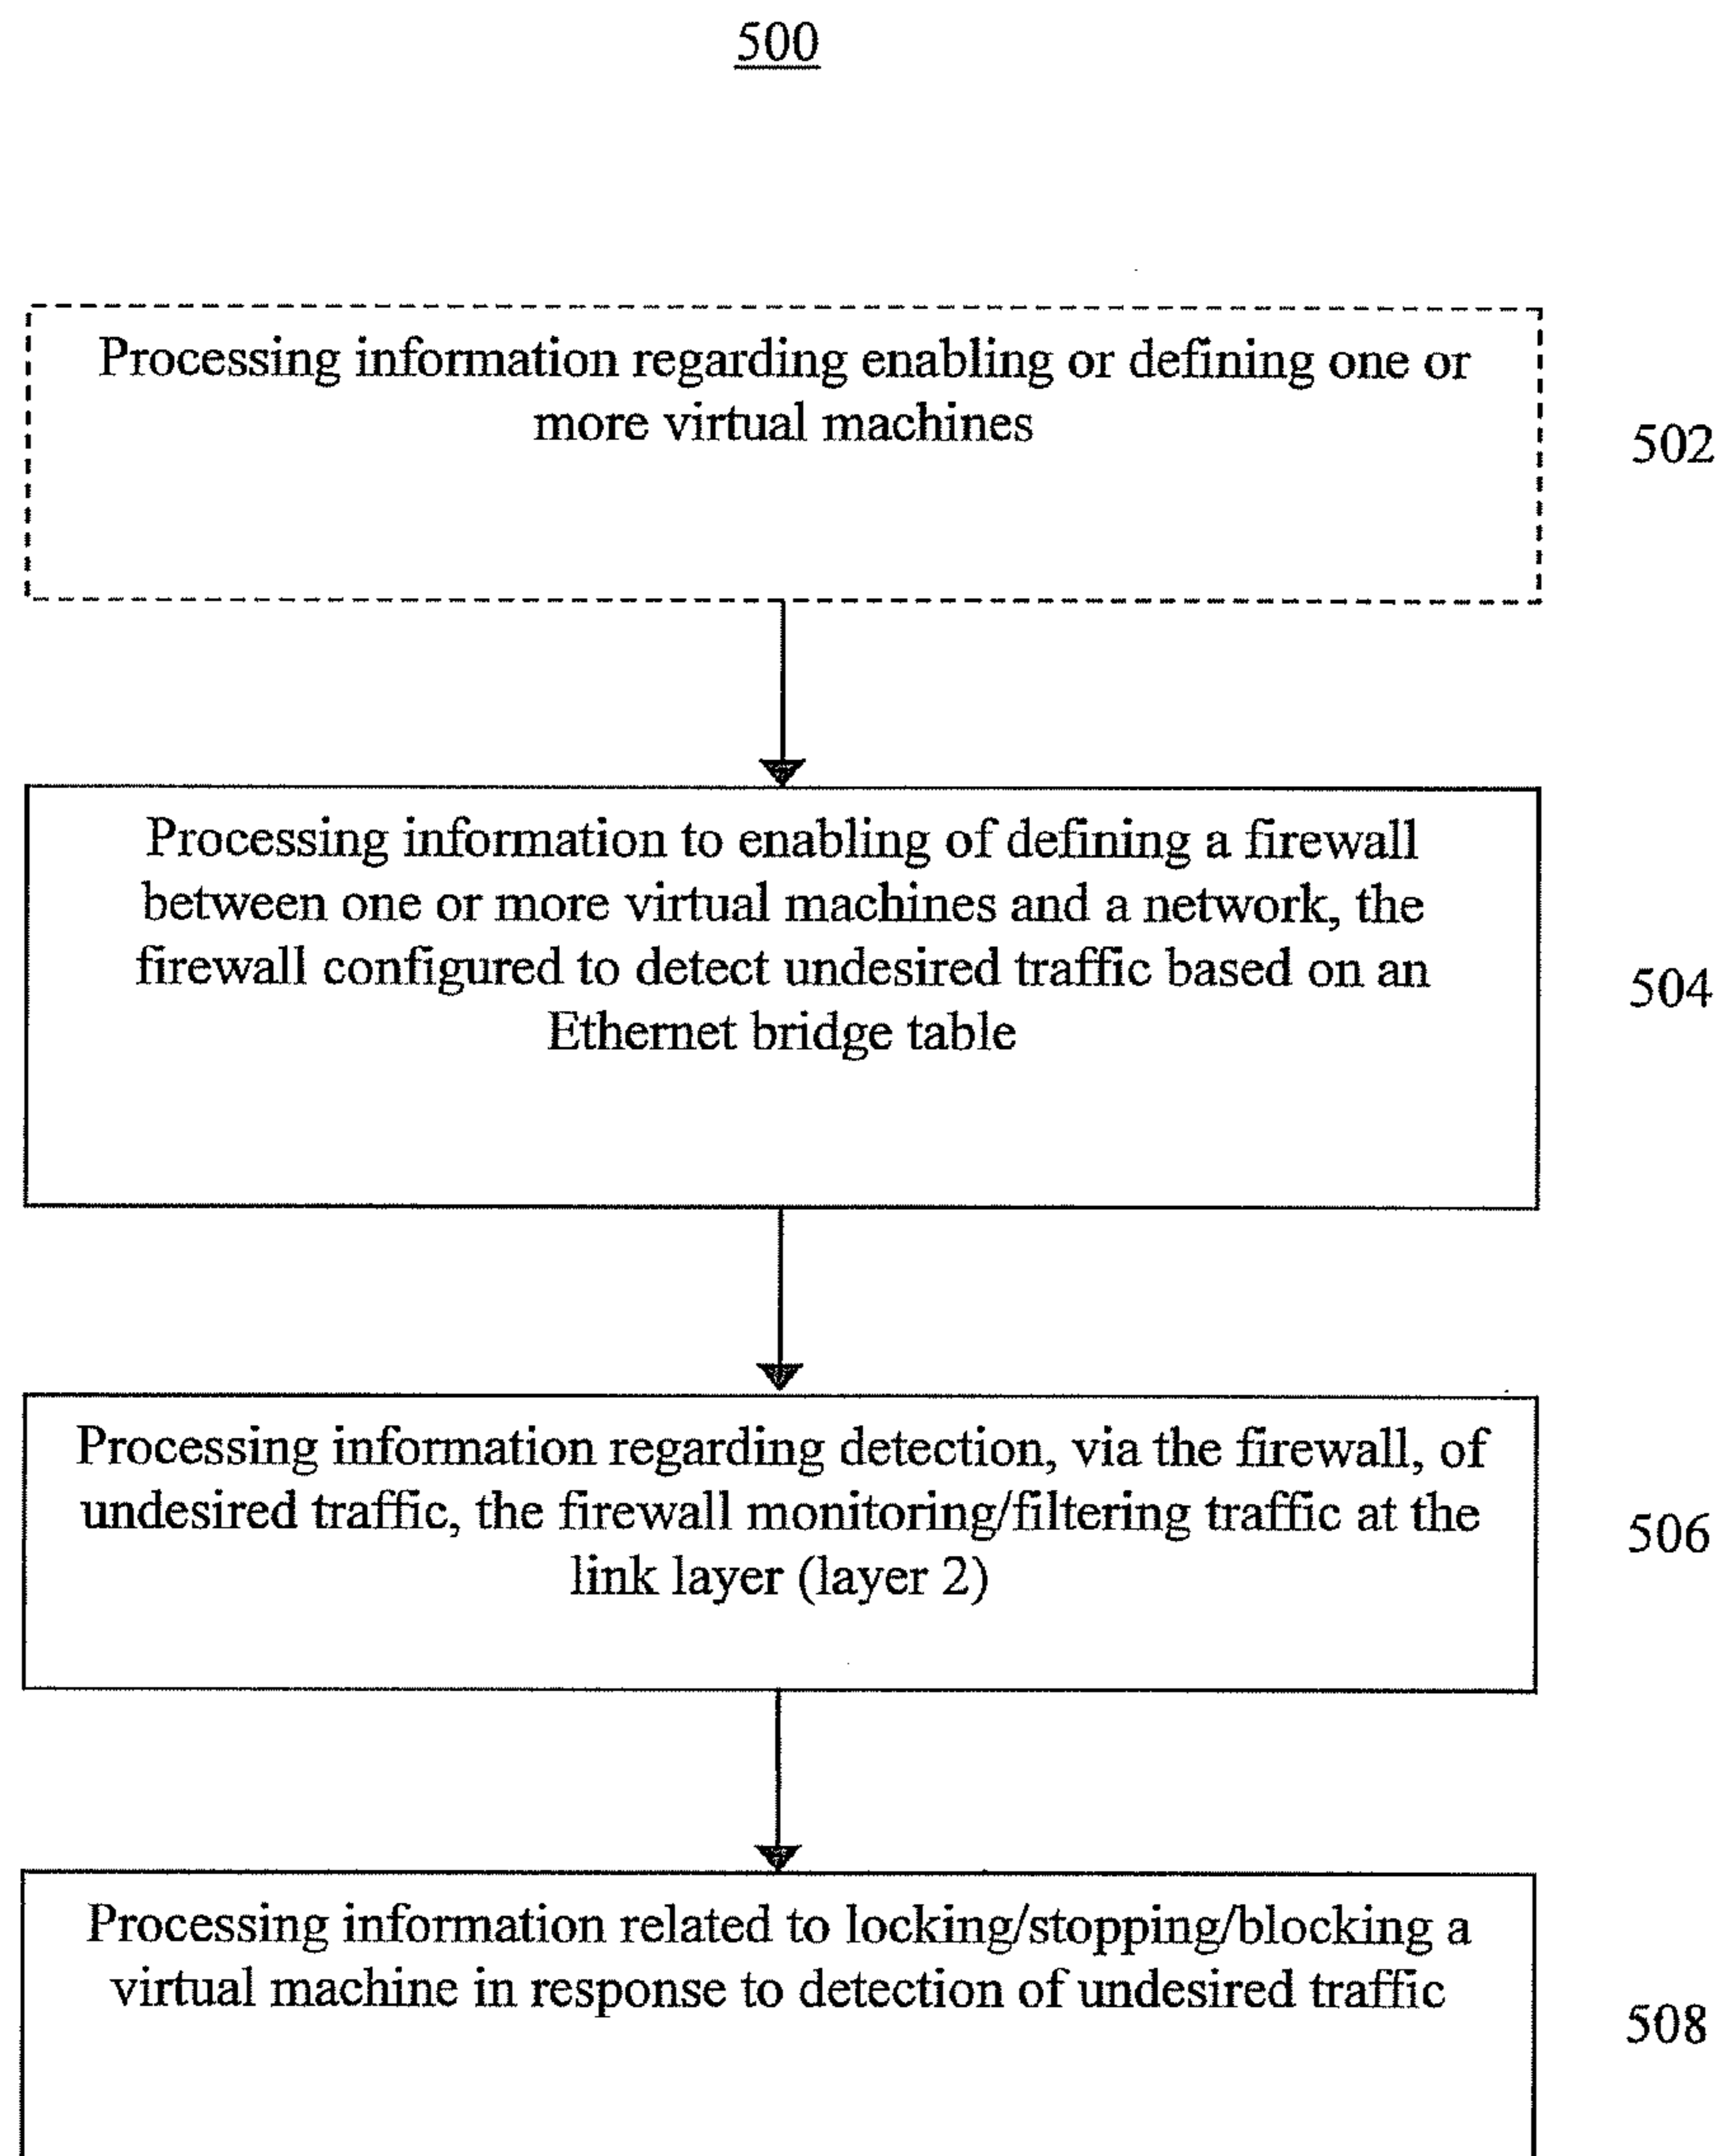 500
Processing information regarding enabling or defining one or
more virtual machines
502
Processing information to enabling of defining a firewall
between one or more virtual machines and a network, the
firewall configured to detect undesired traffic based on an
Ethernet bridge table
504
Processing information regarding detection, via the firewall, of
undesired traffic, the firewall monitoring/filtering traffic at the
link layer (layer 2)
506
Processing information related to locking/stopping/blocking a
virtual machine in response to detection of undesired traffic
508